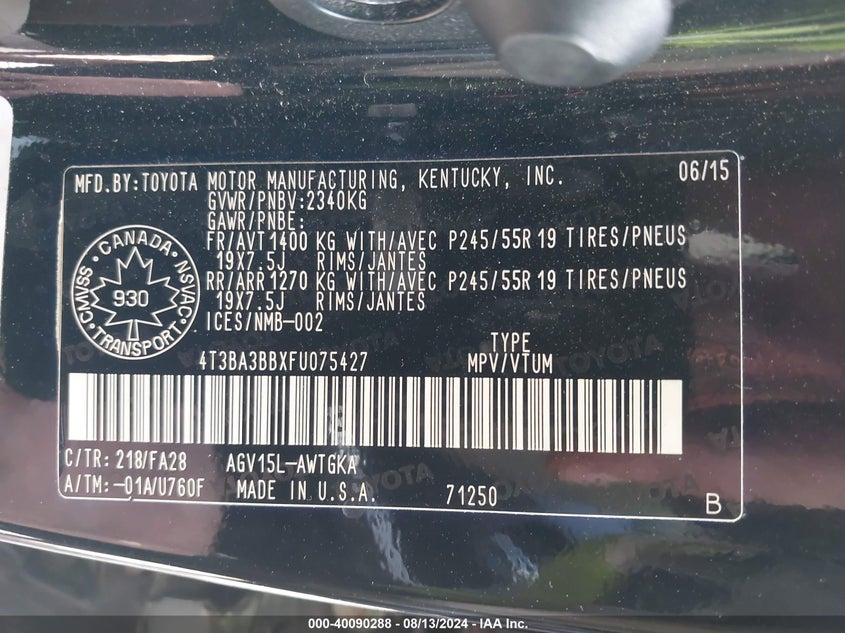 MFD.BY:TOYOTA MOTOR MANUFACTURING, KENTUCKY, INC. 06/15
GVWR/PNBV:2340KG
GAWR/PNBE:
FR/AVT 1400 KG WITH/AVEC P245/55R 19 TIRES/PNEUS
19X7.5J RIMS/JANTES
RR/ARR 1270 KG WITH/AVEC P245/55R 19 TIRES/PNEUS
19X7.5J RIMS/JANTES
ICES/NMB-002
CANADA
CMVSS 930 NSVAC
TRANSPORT
TYPE
4T3BA3BBXFU075427 MPV/VTUM
C/TR: 218/FA28 AGV15L-AWTGKA
A/TM:-01A/U760F MADE IN U.S.A. 71250 B
000-40090288 - 08/13/2024 - IAA Inc.